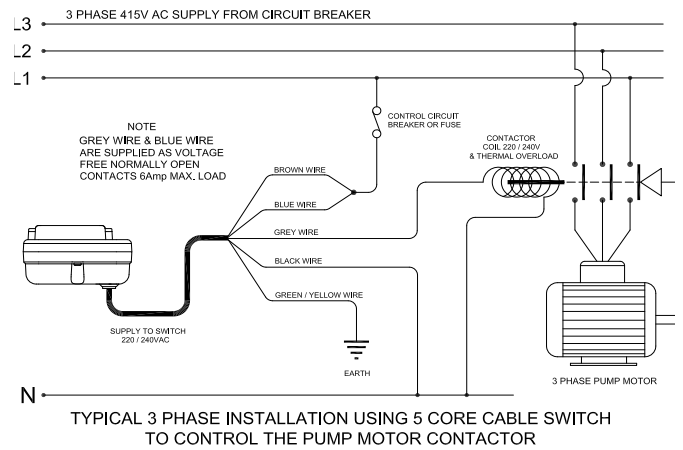 3 PHASE 415V AC SUPPLY FROM CIRCUIT BREAKER
L3
L2
L1
NOTE
GREY WIRE & BLUE WIRE
ARE SUPPLIED AS VOLTAGE
FREE NORMALLY OPEN
CONTACTS 6Amp MAX. LOAD
CONTROL CIRCUIT
BREAKER OR FUSE
CONTACTOR
COIL 220 / 240V
& THERMAL OVERLOAD
BROWN WIRE
BLUE WIRE
GREY WIRE
BLACK WIRE
GREEN / YELLOW WIRE
SUPPLY TO SWITCH
220 / 240VAC
EARTH
3 PHASE PUMP MOTOR
N
TYPICAL 3 PHASE INSTALLATION USING 5 CORE CABLE SWITCH
TO CONTROL THE PUMP MOTOR CONTACTOR